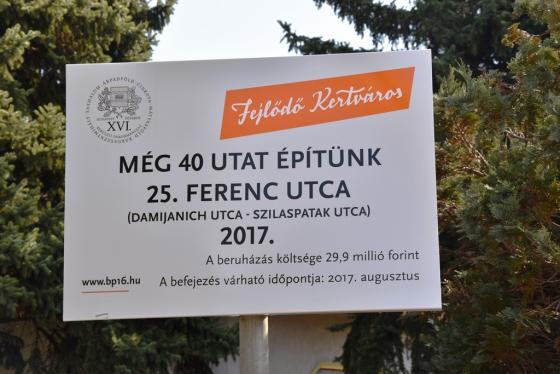 XVI.
Fejlődő Kertváros
MÉG 40 UTAT ÉPÍTÜNK
25. FERENC UTCA
(DAMIJANICH UTCA - SZILASPATAK UTCA)
2017.
A beruházás költsége 29,9 millió forint
www.bp16.hu
A befejezés várható időpontja: 2017. augusztus